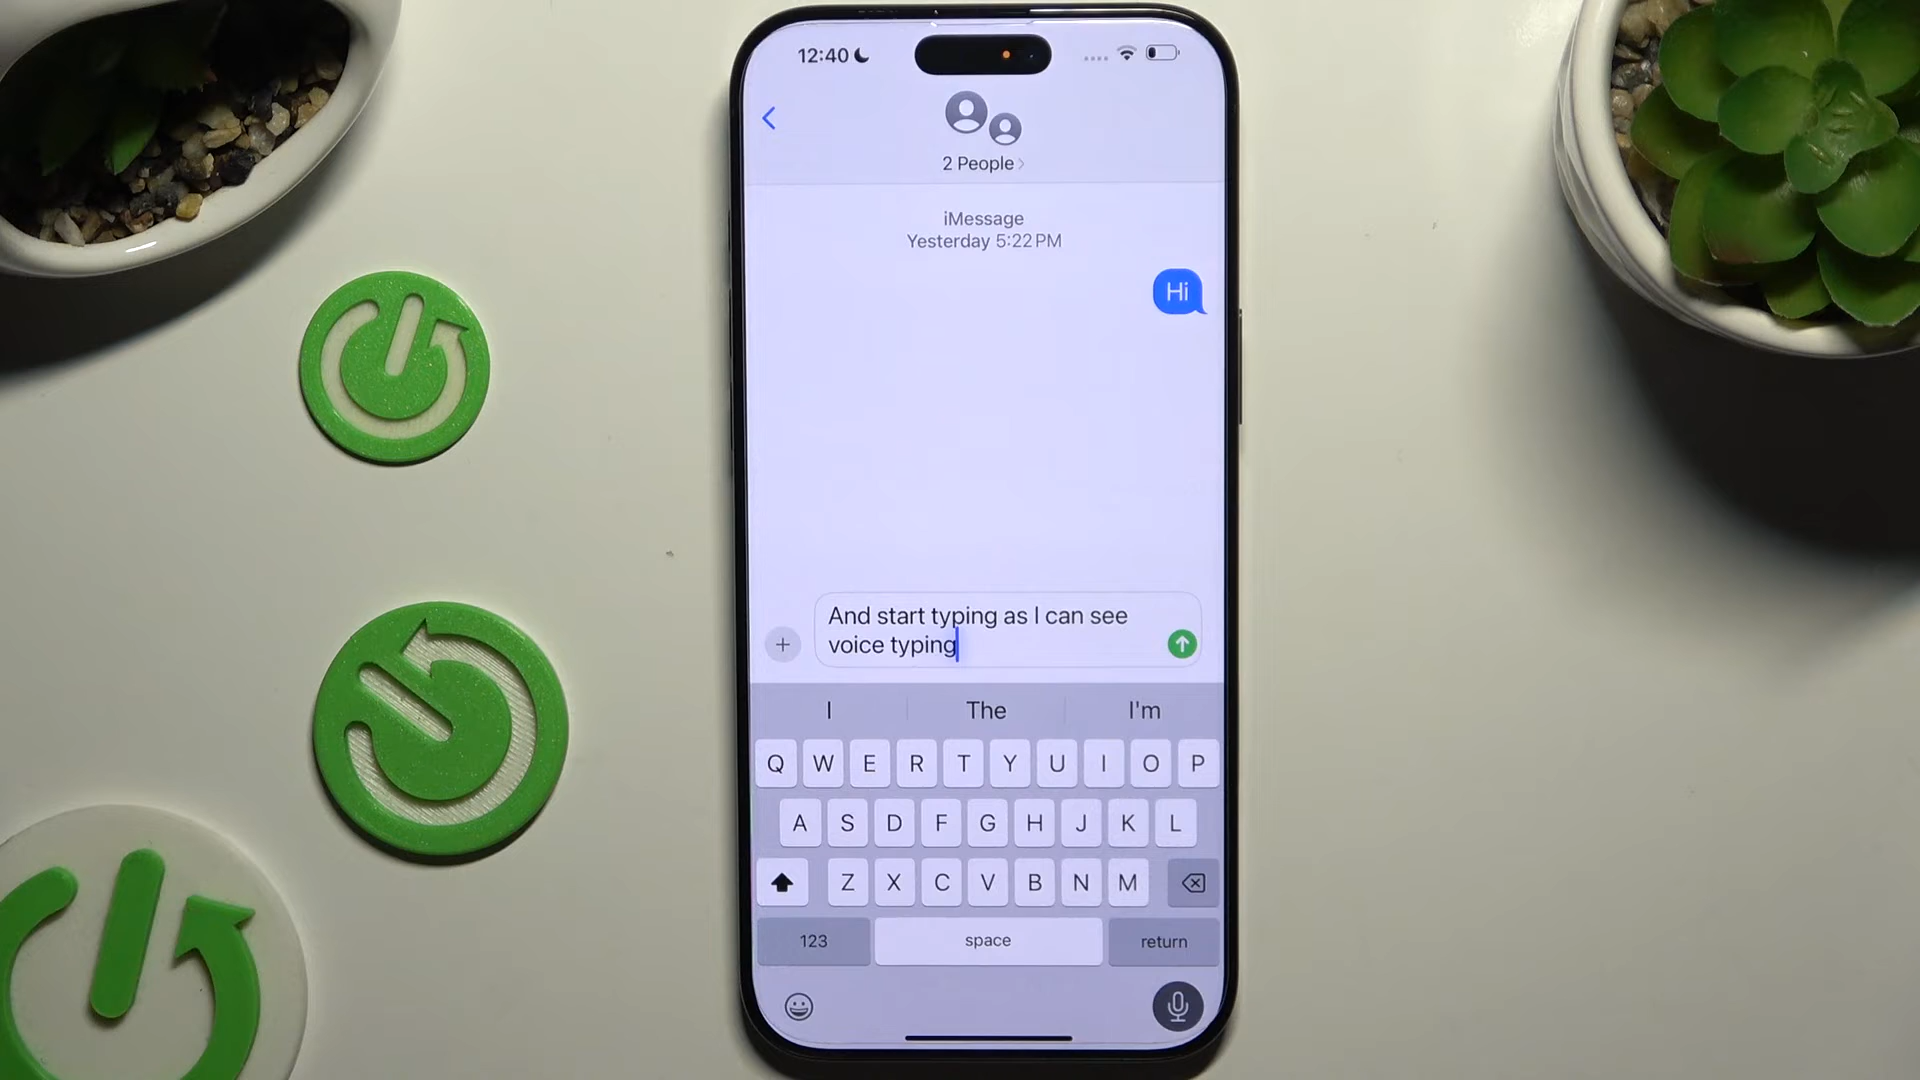 12:40
2 People
iMessage
Yesterday 5:22 PM
Hi
And start typing as I can see
voice typing
I The I'm
Q W E R T Y U I O P
A S D F G H J K L
Z X C V B N M
123 space return